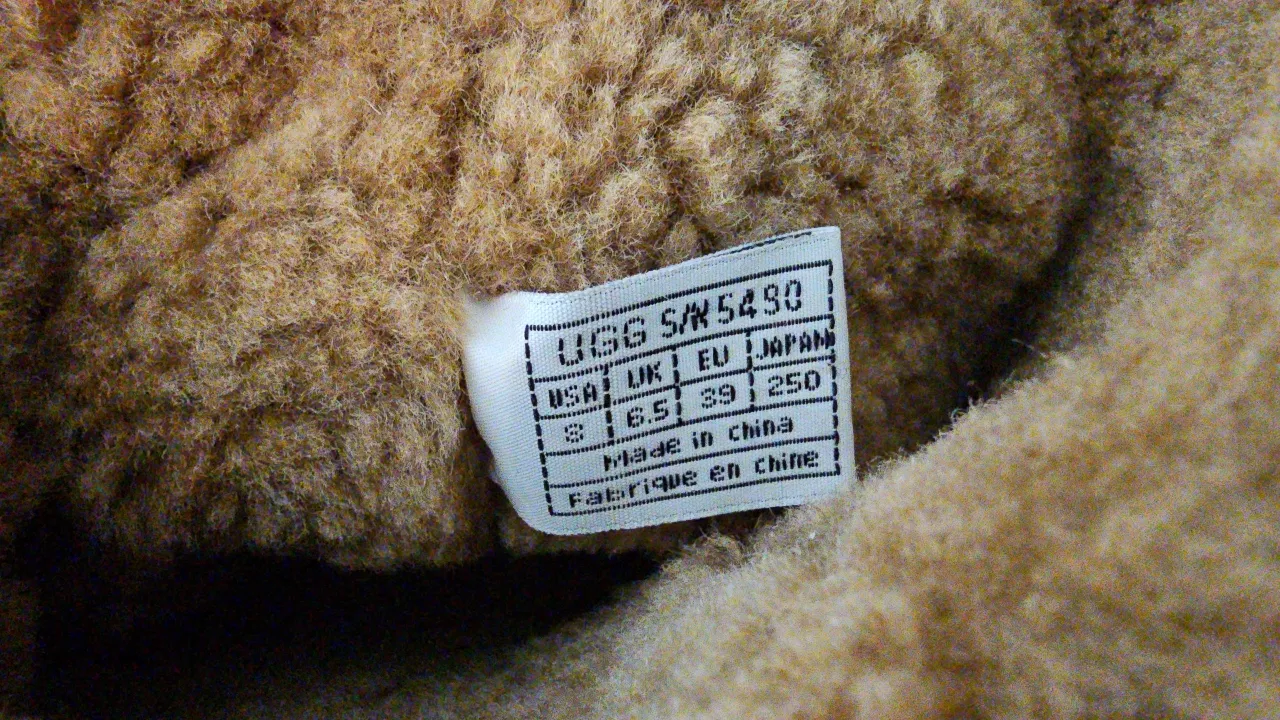 UGG S/N 5490
USA UK EU JAPAN
8 6.5 39 250
Made in China
Fabrique en Chine